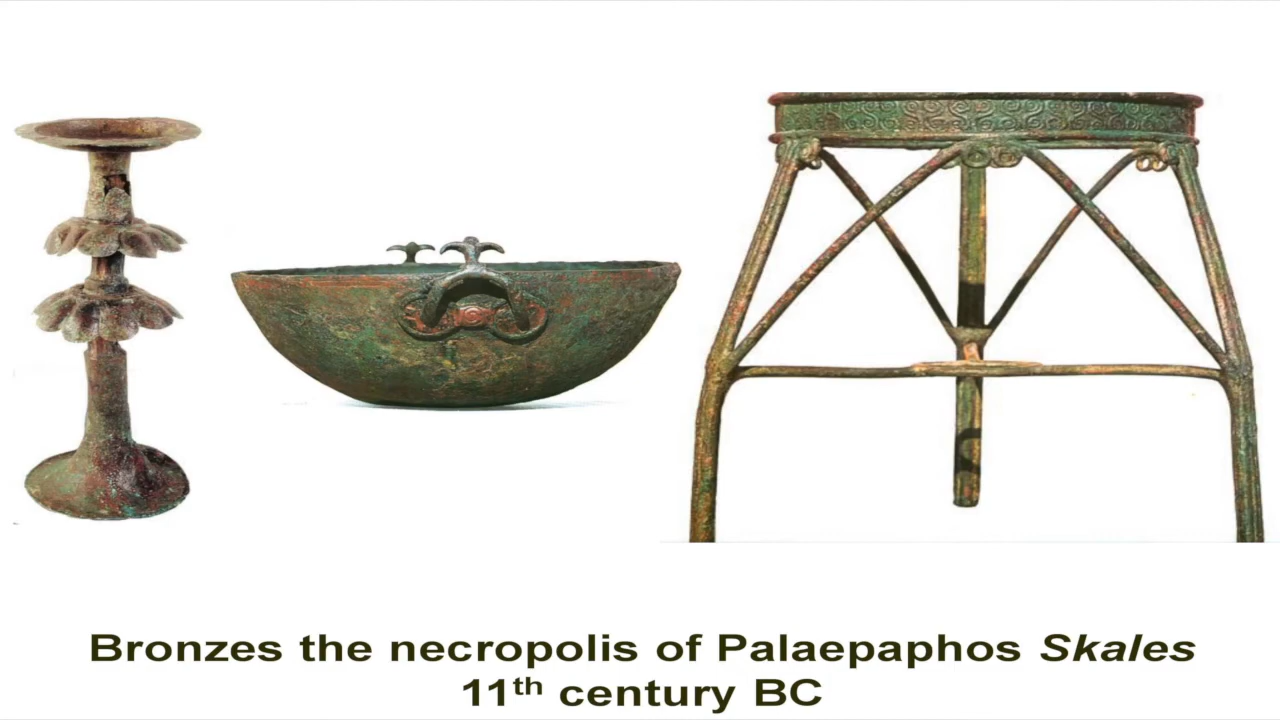 Bronzes the necropolis of Palaepaphos Skales
11th century BC